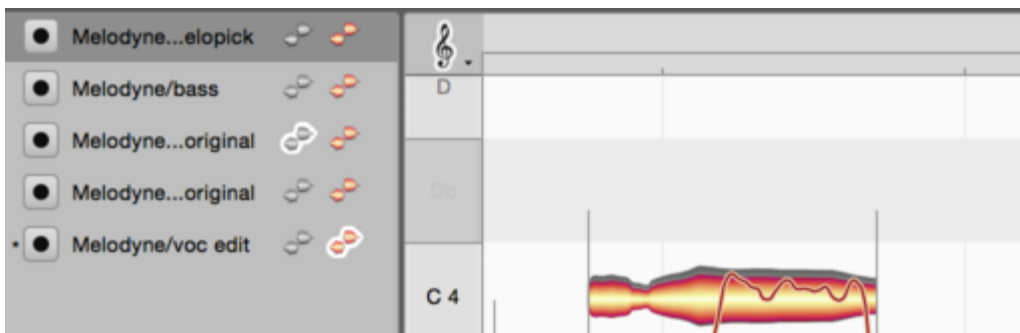 Melodyne...elopick
Melodyne/bass
Melodyne...original
Melodyne...original
Melodyne/voc edit
D
Db
C 4